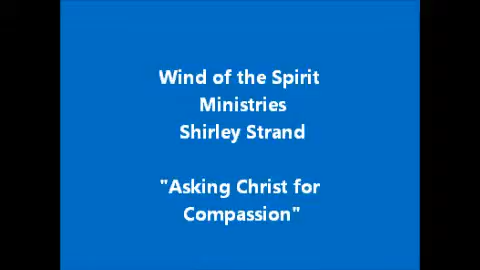 Wind of the Spirit
Ministries
Shirley Strand
"Asking Christ for
Compassion"